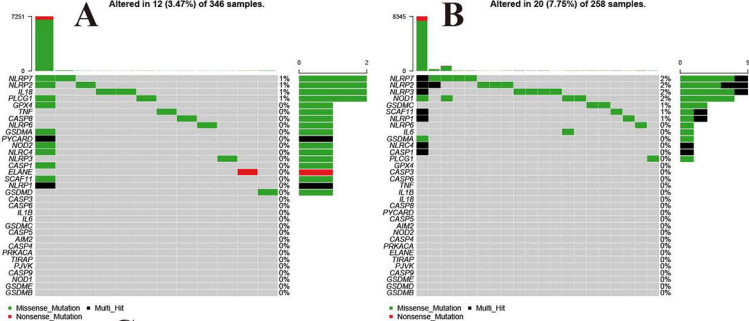 A
Altered in 12 (3.47%) of 346 samples.
7251
0
0 2
NLRP7 1%
NLRP2 1%
IL18 1%
PLCG1 1%
GPX4 0%
TNF 0%
CASP8 0%
NLRP6 0%
GSDMA 0%
PYCARD 0%
NOD2 0%
NLRC4 0%
NLRP3 0%
CASP1 0%
ELANE 0%
SCAF11 0%
NLRP1 0%
GSDMD 0%
CASP3 0%
CASP6 0%
IL1B 0%
IL6 0%
GSDMC 0%
CASP5 0%
AIM2 0%
CASP4 0%
PRKACA 0%
TIRAP 0%
PJVK 0%
CASP9 0%
NOD1 0%
GSDME 0%
GSDMB 0%
Missense_Mutation Multi_Hit
Nonsense_Mutation
B
Altered in 20 (7.75%) of 258 samples.
8345
0
0 5
NLRP7 2%
NLRP2 2%
NLRP3 2%
NOD1 2%
GSDMC 1%
SCAF11 1%
NLRP1 1%
NLRP6 0%
IL6 0%
GSDMA 0%
NLRC4 0%
CASP1 0%
PLCG1 0%
GPX4 0%
CASP3 0%
CASP6 0%
TNF 0%
IL1B 0%
IL18 0%
CASP8 0%
PYCARD 0%
CASP5 0%
AIM2 0%
NOD2 0%
CASP4 0%
PRKACA 0%
ELANE 0%
TIRAP 0%
PJVK 0%
CASP9 0%
GSDME 0%
GSDMD 0%
GSDMB 0%
Missense_Mutation Multi_Hit
Nonsense_Mutation